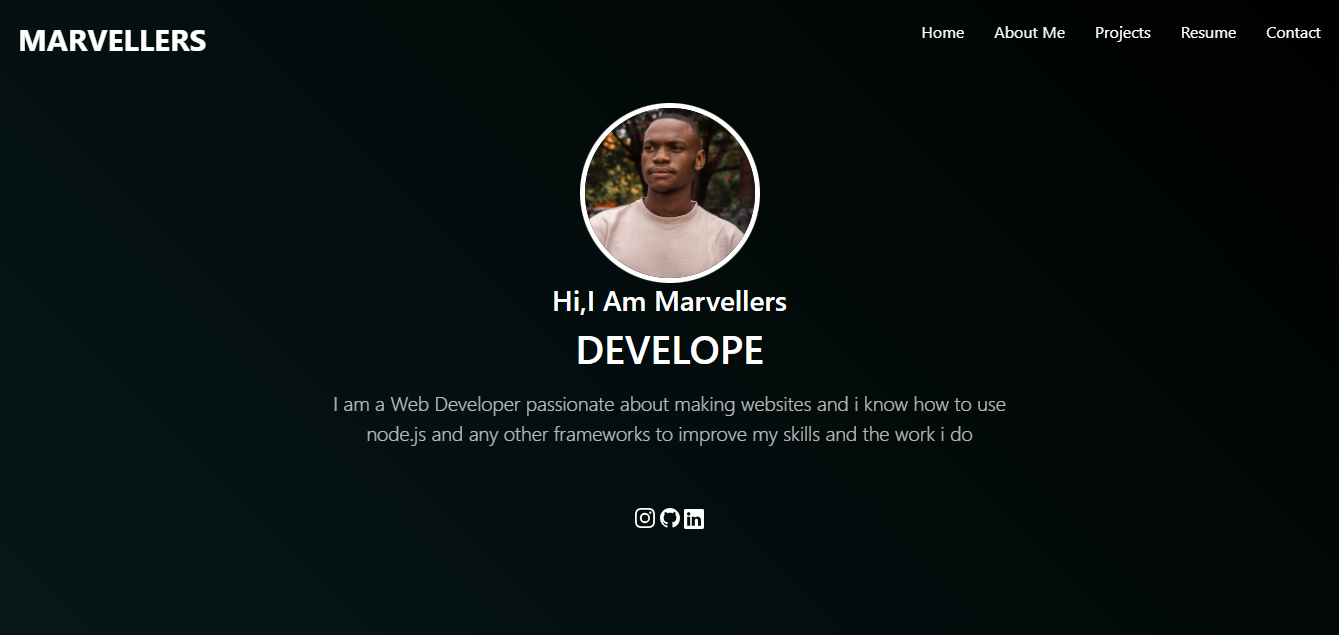 MARVELLERS
Home About Me Projects Resume Contact
Hi,I Am Marvellers
DEVELOPE
I am a Web Developer passionate about making websites and i know how to use
node.js and any other frameworks to improve my skills and the work i do
in